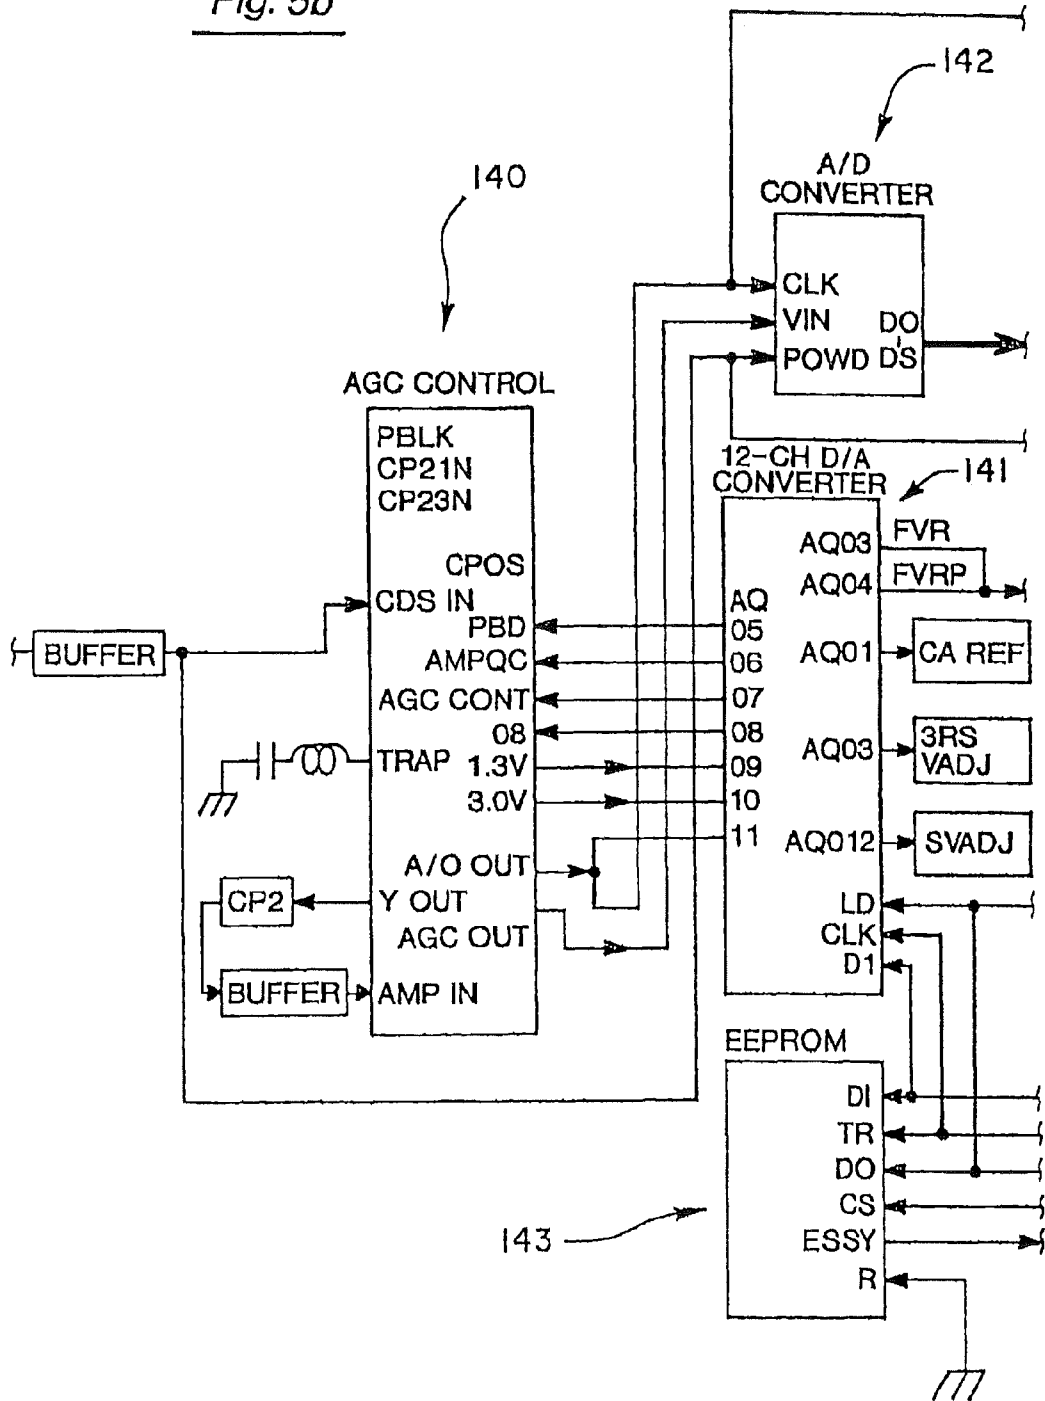 Fig. 5b
142
A/D
CONVERTER
140
CLK
VIN
DO
POWD
DS
AGC CONTROL
PBLK
CP21N
CP23N
12-CH D/A
CONVERTER
141
AQ03
FVR
CPOS
AQ04
FVRP
CDS IN
AQ
PBD
05
BUFFER
AMPQC
06
AQ01
CA REF
AGC CONT
07
08
08
AQ03
3RS
VADJ
TRAP
1.3V
09
3.0V
10
11
AQ012
SVADJ
A/O OUT
CP2
Y OUT
LD
AGC OUT
CLK
D1
BUFFER
AMP IN
EEPROM
DI
TR
DO
CS
143
ESSY
R